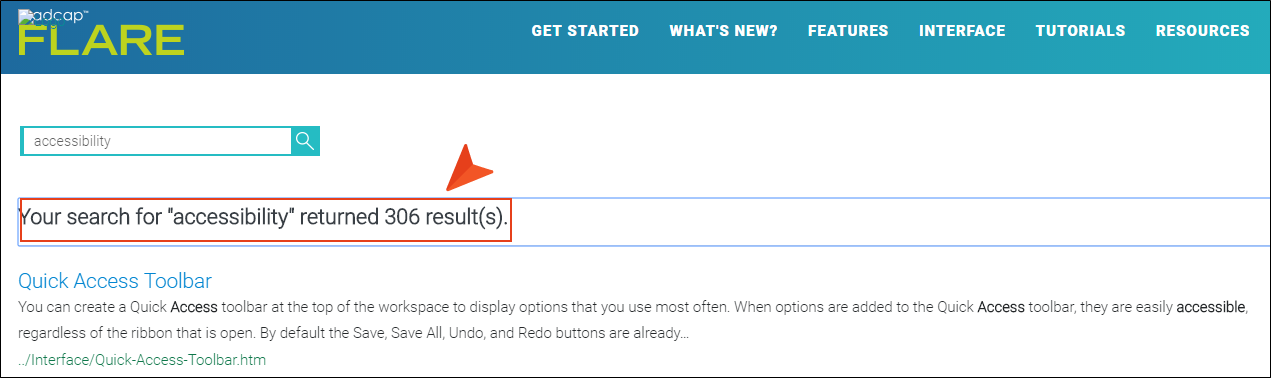 adcap™
FLARE
GET STARTED WHAT'S NEW? FEATURES INTERFACE TUTORIALS RESOURCES
accessibility
Your search for "accessibility" returned 306 result(s).
Quick Access Toolbar
You can create a Quick Access toolbar at the top of the workspace to display options that you use most often. When options are added to the Quick Access toolbar, they are easily accessible,
regardless of the ribbon that is open. By default the Save, Save All, Undo, and Redo buttons are already...
../Interface/Quick-Access-Toolbar.htm